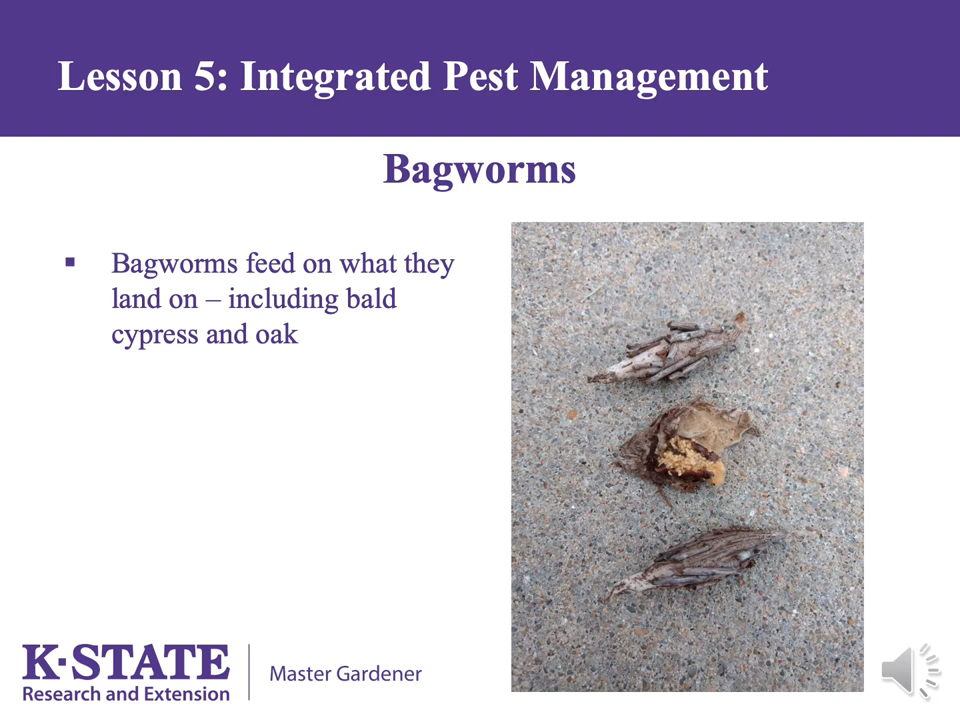 Lesson 5: Integrated Pest Management
Bagworms
▪ Bagworms feed on what they
land on – including bald
cypress and oak
K·STATE
Research and Extension
Master Gardener